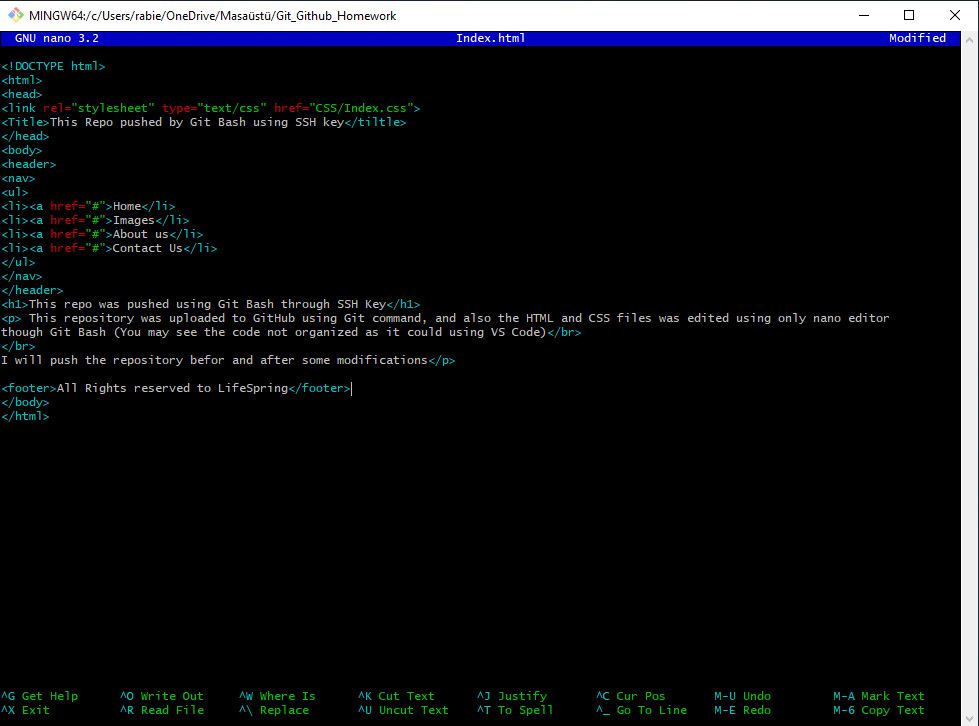 MINGW64:/c/Users/rabie/OneDrive/Masaüstü/Git_Github_Homework
GNU nano 3.2 Index.html Modified
<!DOCTYPE html>
<html>
<head>
<link rel="stylesheet" type="text/css" href="CSS/Index.css">
<Title>This Repo pushed by Git Bash using SSH key</tiltle>
</head>
<body>
<header>
<nav>
<ul>
<li><a href="#">Home</li>
<li><a href="#">Images</li>
<li><a href="#">About us</li>
<li><a href="#">Contact Us</li>
</ul>
</nav>
</header>
<h1>This repo was pushed using Git Bash through SSH Key</h1>
<p> This repository was uploaded to GitHub using Git command, and also the HTML and CSS files was edited using only nano editor
though Git Bash (You may see the code not organized as it could using VS Code)</br>
</br>
I will push the repository befor and after some modifications</p>
<footer>All Rights reserved to LifeSpring</footer>
</body>
</html>
^G Get Help ^O Write Out ^W Where Is ^K Cut Text ^J Justify ^C Cur Pos M-U Undo M-A Mark Text
^X Exit ^R Read File ^\ Replace ^U Uncut Text ^T To Spell ^_ Go To Line M-E Redo M-6 Copy Text